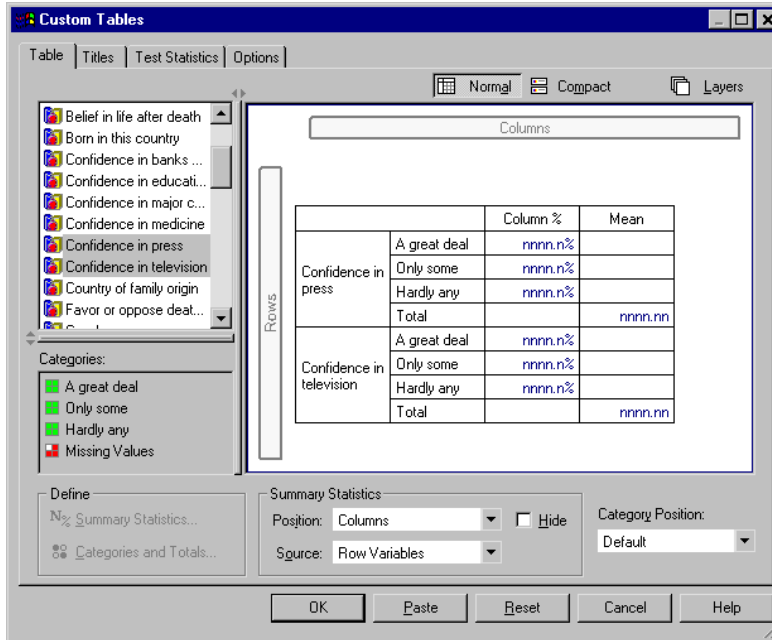 Custom Tables
Table Titles Test Statistics Options
Normal Compact Layers
Belief in life after death
Born in this country
Confidence in banks ...
Confidence in educati...
Confidence in major c...
Confidence in medicine
Confidence in press
Confidence in television
Country of family origin
Favor or oppose deat...
Categories:
A great deal
Only some
Hardly any
Missing Values
Columns
Rows
Column % Mean
Confidence in press
A great deal nnnn.n%
Only some nnnn.n%
Hardly any nnnn.n%
Total nnnn.nn
Confidence in television
A great deal nnnn.n%
Only some nnnn.n%
Hardly any nnnn.n%
Total nnnn.nn
Define
N% Summary Statistics...
Categories and Totals...
Summary Statistics
Position: Columns Hide
Source: Row Variables
Category Position:
Default
OK Paste Reset Cancel Help